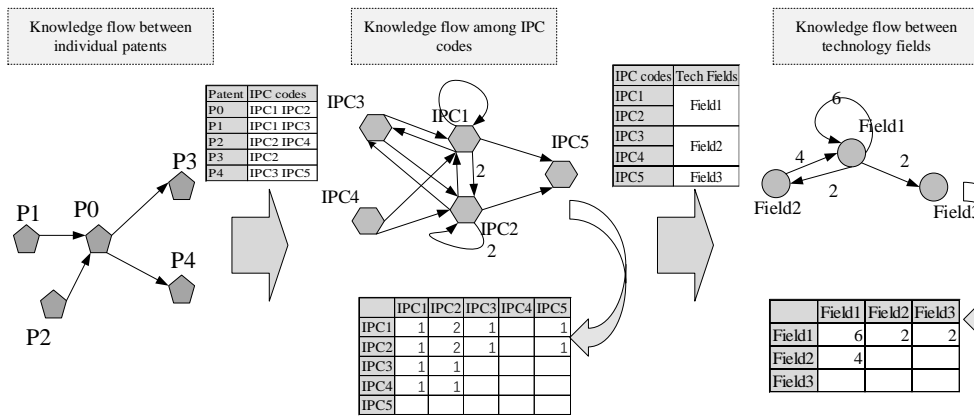 Knowledge flow between
individual patents
Knowledge flow among IPC
codes
Knowledge flow between
technology fields
Patent IPC codes
P0 IPC1 IPC2
P1 IPC1 IPC3
P2 IPC2 IPC4
P3 IPC2
P4 IPC3 IPC5
P3
P1
P0
P4
P2
IPC3
IPC1
IPC5
2
IPC4
IPC2
2
IPC codes Tech Fields
IPC1
IPC2
Field1
IPC3
IPC4
Field2
IPC5 Field3
6
Field1
4
2
2
Field2
Field3
IPC1 IPC2 IPC3 IPC4 IPC5
IPC1 1 2 1 1
IPC2 1 2 1 1
IPC3 1 1
IPC4 1 1
IPC5
Field1 Field2 Field3
Field1 6 2 2
Field2 4
Field3